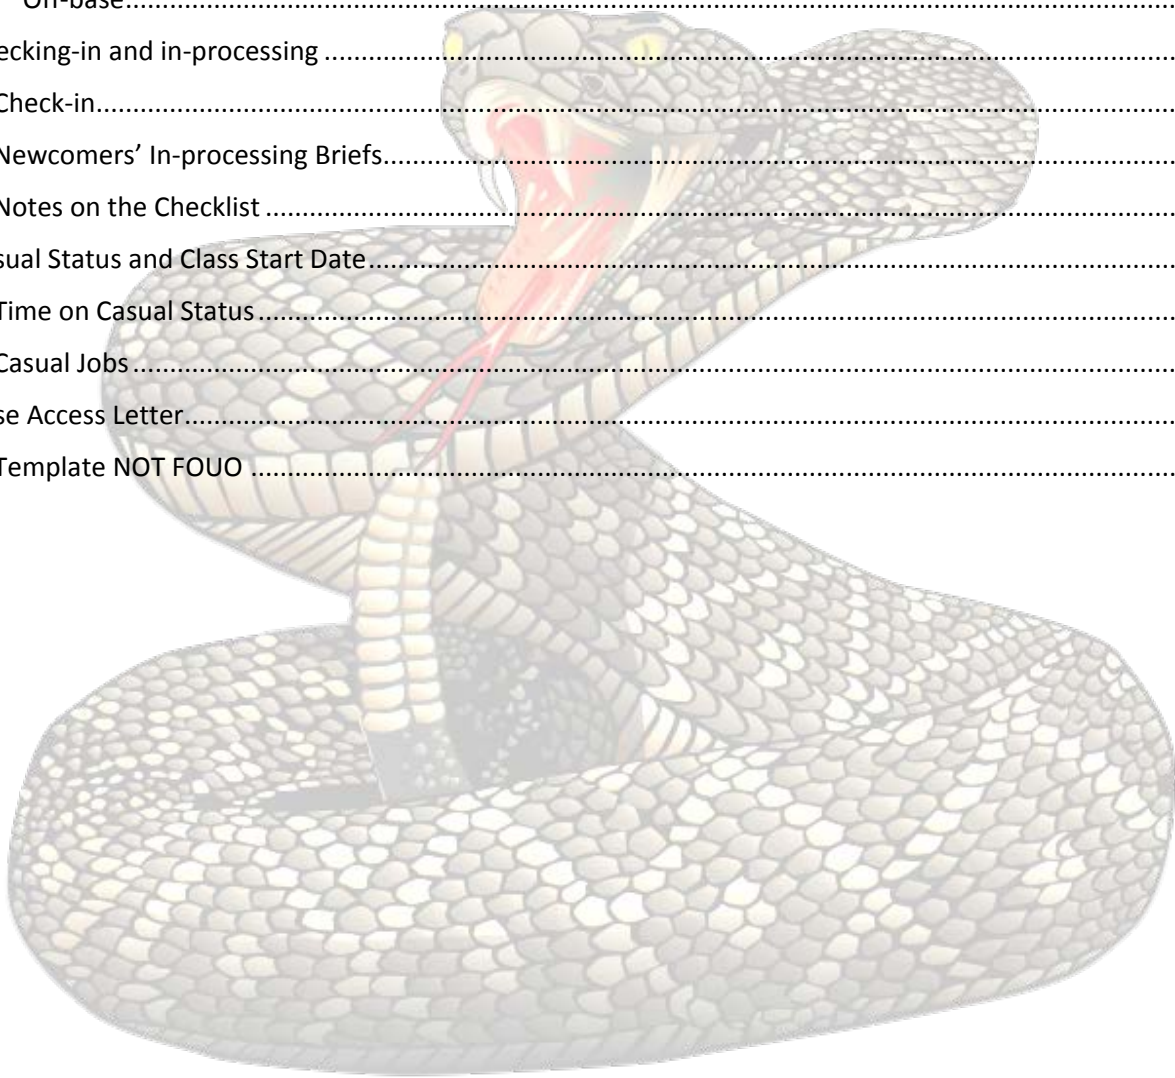 Off-base........................................................................
ecking-in and in-processing ........................................................................
Check-in........................................................................
Newcomers’ In-processing Briefs........................................................................
Notes on the Checklist ........................................................................
sual Status and Class Start Date........................................................................
Time on Casual Status ........................................................................
Casual Jobs ........................................................................
se Access Letter........................................................................
Template NOT FOUO ........................................................................